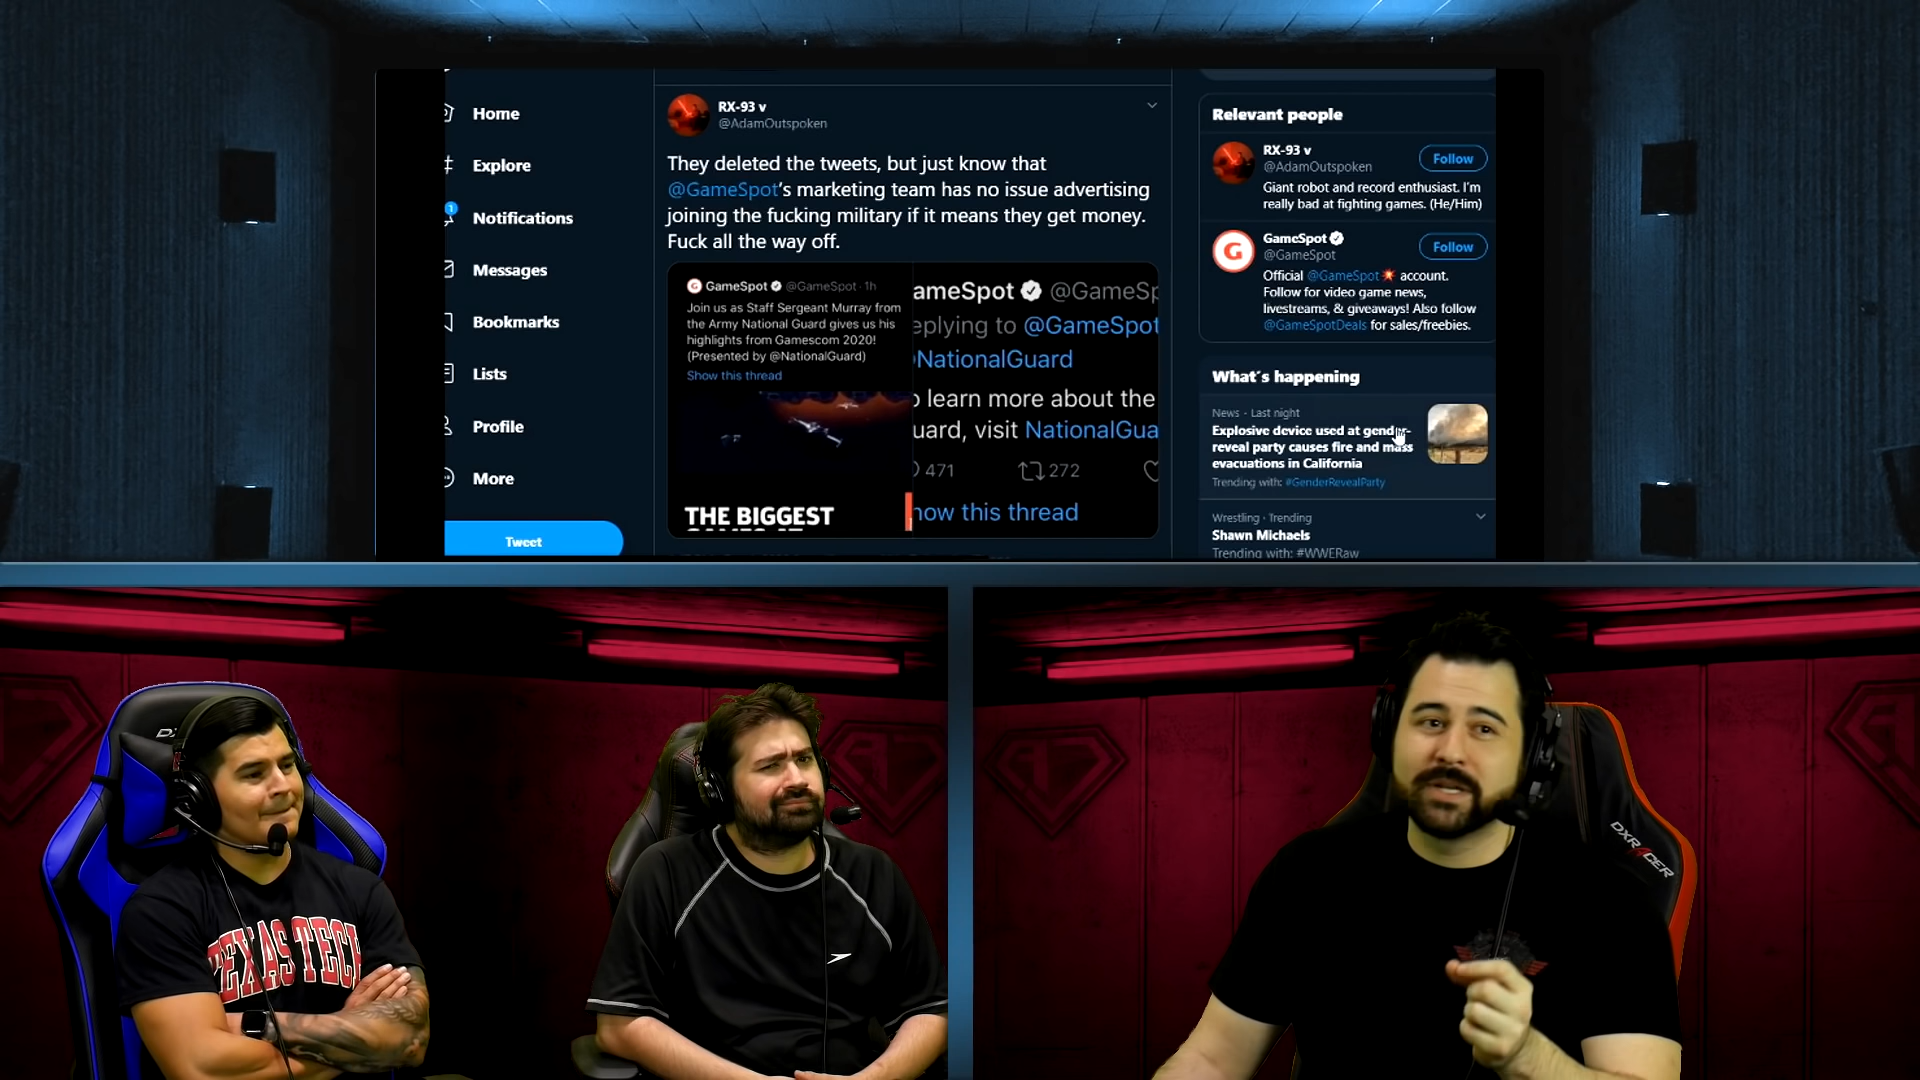 Home
Explore
1
Notifications
Messages
Bookmarks
Lists
Profile
More
Tweet
RX-93 v
@AdamOutspoken
They deleted the tweets, but just know that
@GameSpot's marketing team has no issue advertising
joining the fucking military if it means they get money.
Fuck all the way off.
G GameSpot @GameSpot · 1h
Join us as Staff Sergeant Murray from
the Army National Guard gives us his
highlights from Gamescom 2020!
(Presented by @NationalGuard)
Show this thread
THE BIGGEST
ameSpot @GameSp
eplying to @GameSpot
NationalGuard
o learn more about the
uard, visit NationalGua
471 272
how this thread
Relevant people
RX-93 v
@AdamOutspoken
Follow
Giant robot and record enthusiast. I'm
really bad at fighting games. (He/Him)
G
GameSpot
@GameSpot
Follow
Official @GameSpot account.
Follow for video game news,
livestreams, & giveaways! Also follow
@GameSpotDeals for sales/freebies.
What's happening
News · Last night
Explosive device used at gender-
reveal party causes fire and mass
evacuations in California
Trending with: #GenderRevealParty
Wrestling · Trending
Shawn Michaels
Trending with: #WWERaw
TEXAS TECH
DXRACER